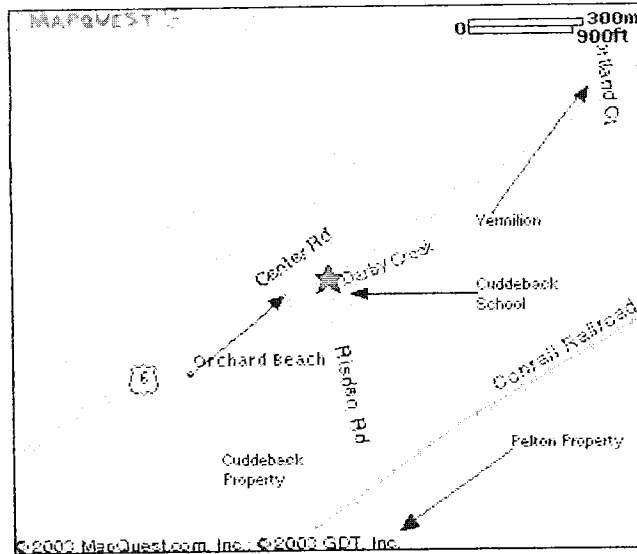 MAPQUEST
0 300m
900ft
Vermilion
Center Rd
Darby Creek
Cuddeback
School
Orchard Beach
6
Risdon Rd
Conrail Railroad
Cuddeback
Property
Pelton Property
©2003 MapQuest.com, Inc.; ©2003 GDT, Inc.